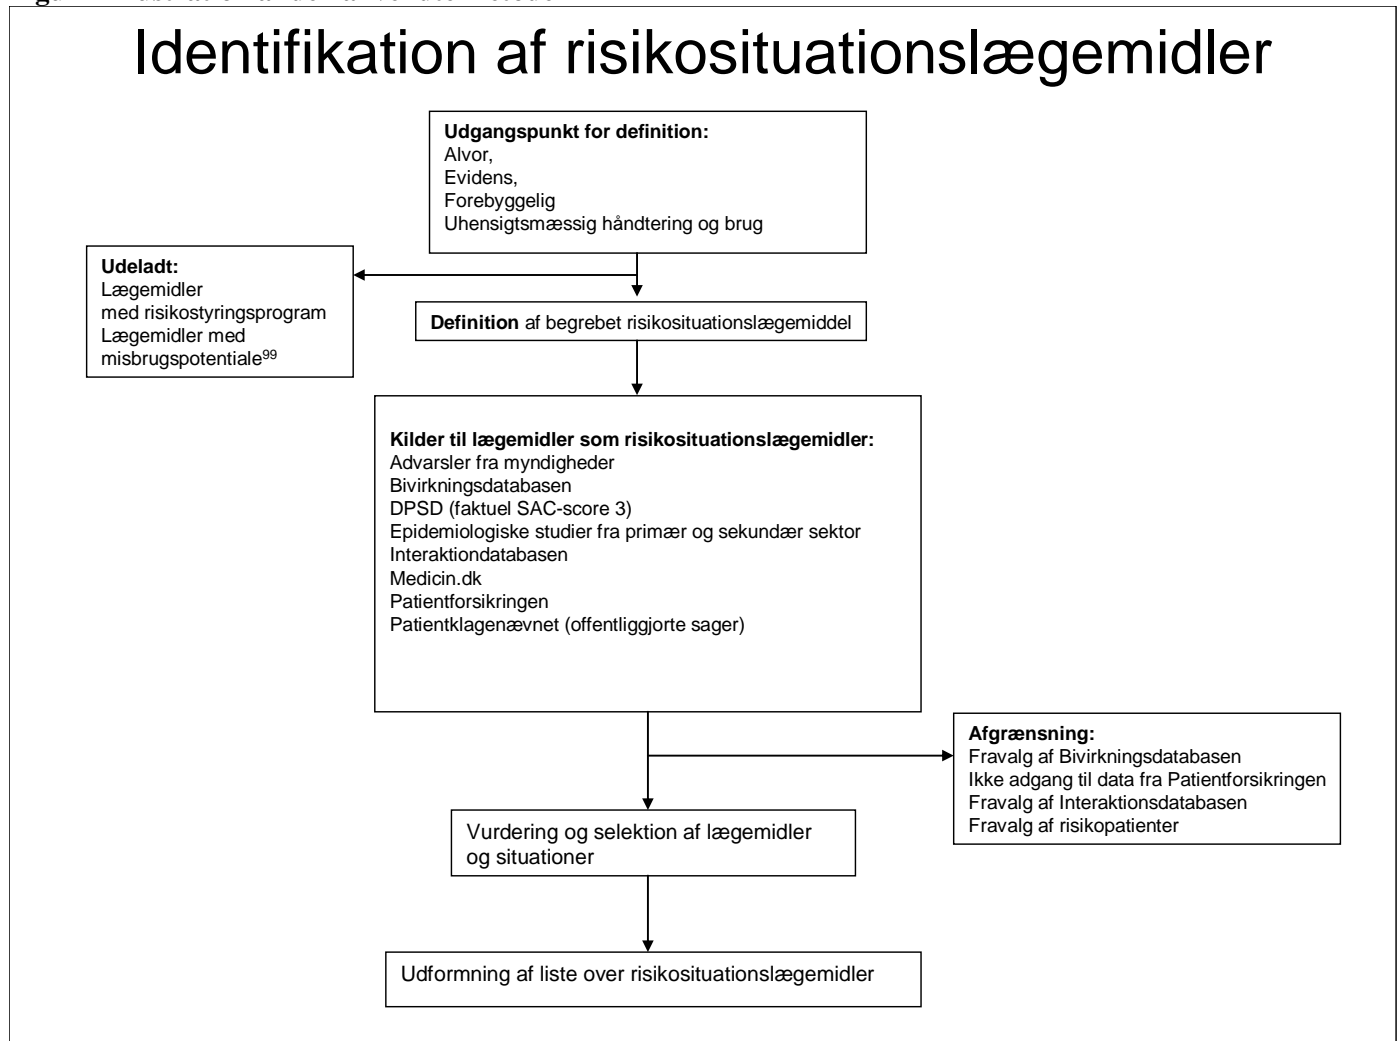 Identifikation af risikosituationslægemidler
Udgangspunkt for definition:
Alvor,
Evidens,
Forebyggelig
Uhensigtsmæssig håndtering og brug
Udeladt:
Lægemidler
med risikostyringsprogram
Lægemidler med
misbrugspotentiale99
Definition af begrebet risikosituationslægemiddel
Kilder til lægemidler som risikosituationslægemidler:
Advarsler fra myndigheder
Bivirkningsdatabasen
DPSD (faktuel SAC-score 3)
Epidemiologiske studier fra primær og sekundær sektor
Interaktiondatabasen
Medicin.dk
Patientforsikringen
Patientklagenævnet (offentliggjorte sager)
Afgrænsning:
Fravalg af Bivirkningsdatabasen
Ikke adgang til data fra Patientforsikringen
Fravalg af Interaktionsdatabasen
Fravalg af risikopatienter
Vurdering og selektion af lægemidler
og situationer
Udformning af liste over risikosituationslægemidler